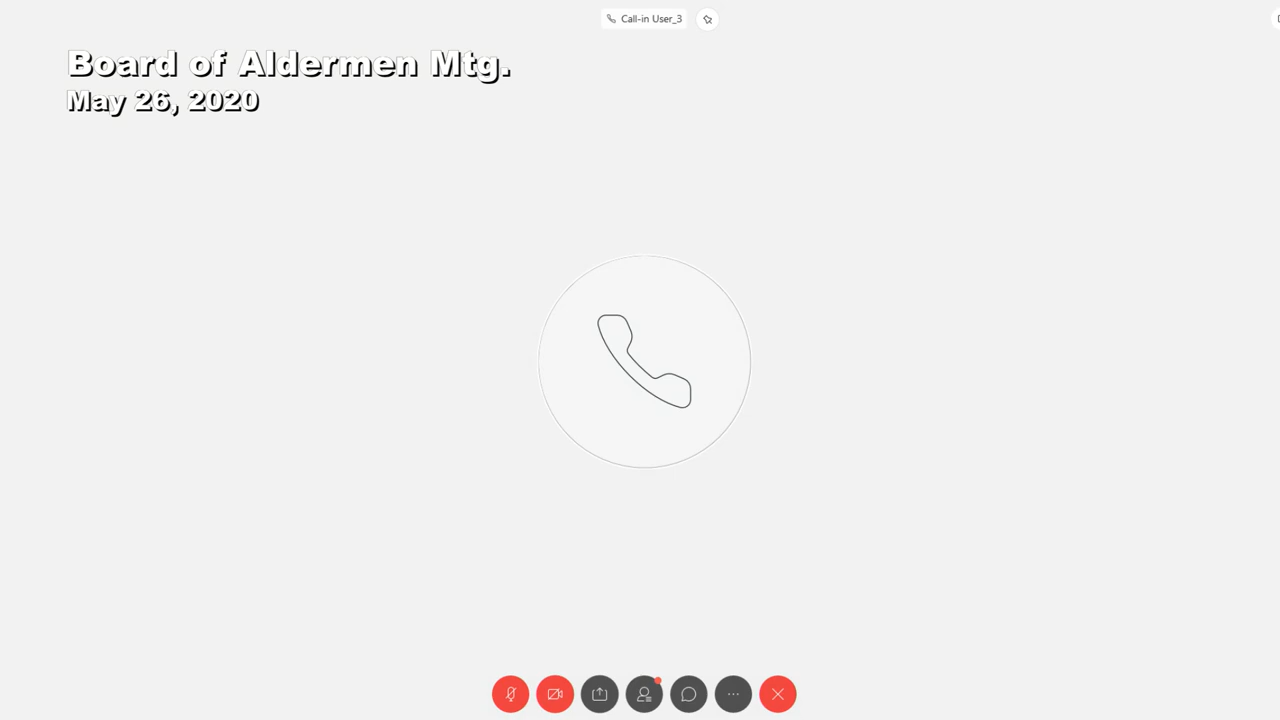 Call-in User_3
Board of Aldermen Mtg.
May 26, 2020